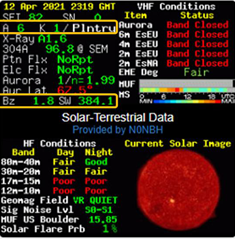 12 Apr 2021 2319 GMT
SFI 82 SN 0
A 6 K 1/Plntry
X-Ray A1.6
304A 96.8 @ SEM
Ptn Flx NoRpt
Elc Flx NoRpt
Aurora 1/n=1.99
Aur Lat 67.5°
Bz 1.8 SW 384.1
VHF Conditions
Item Status
Aurora Band Closed
6m EsEU Band Closed
4m EsEU Band Closed
2m EsEU Band Closed
2m EsNA Band Closed
EME Deg Fair
MUF
MS
Solar-Terrestrial Data
Provided by N0NBH
HF Conditions
Band Day Night
80m-40m Fair Good
30m-20m Fair Fair
17m-15m Poor Poor
12m-10m Poor Poor
Geomag Field VR QUIET
Sig Noise Lvl S0-S1
MUF US Boulder 15.85
Solar Flare Prb 1%
Current Solar Image